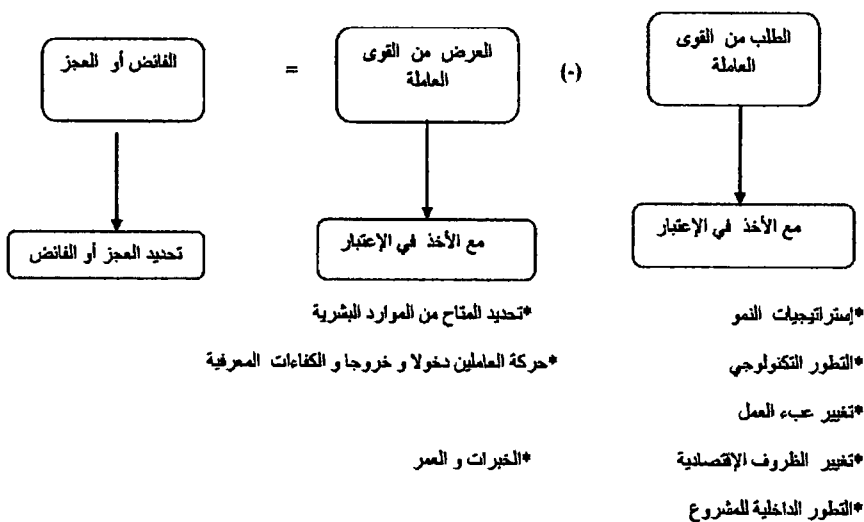 الطلب من القوى العاملة
(-)
العرض من القوى العاملة
=
الفائض أو العجز
مع الأخذ في الإعتبار
مع الأخذ في الإعتبار
تحديد العجز أو الفائض
*إستراتيجيات النمو
*تحديد المتاح من الموارد البشرية
*التطور التكنولوجي
*حركة العاملين دخولا و خروجا و الكفاءات المعرفية
*تغيير عبء العمل
*تغيير الظروف الإقتصادية
*الخبرات و العمر
*التطور الداخلية للمشروع